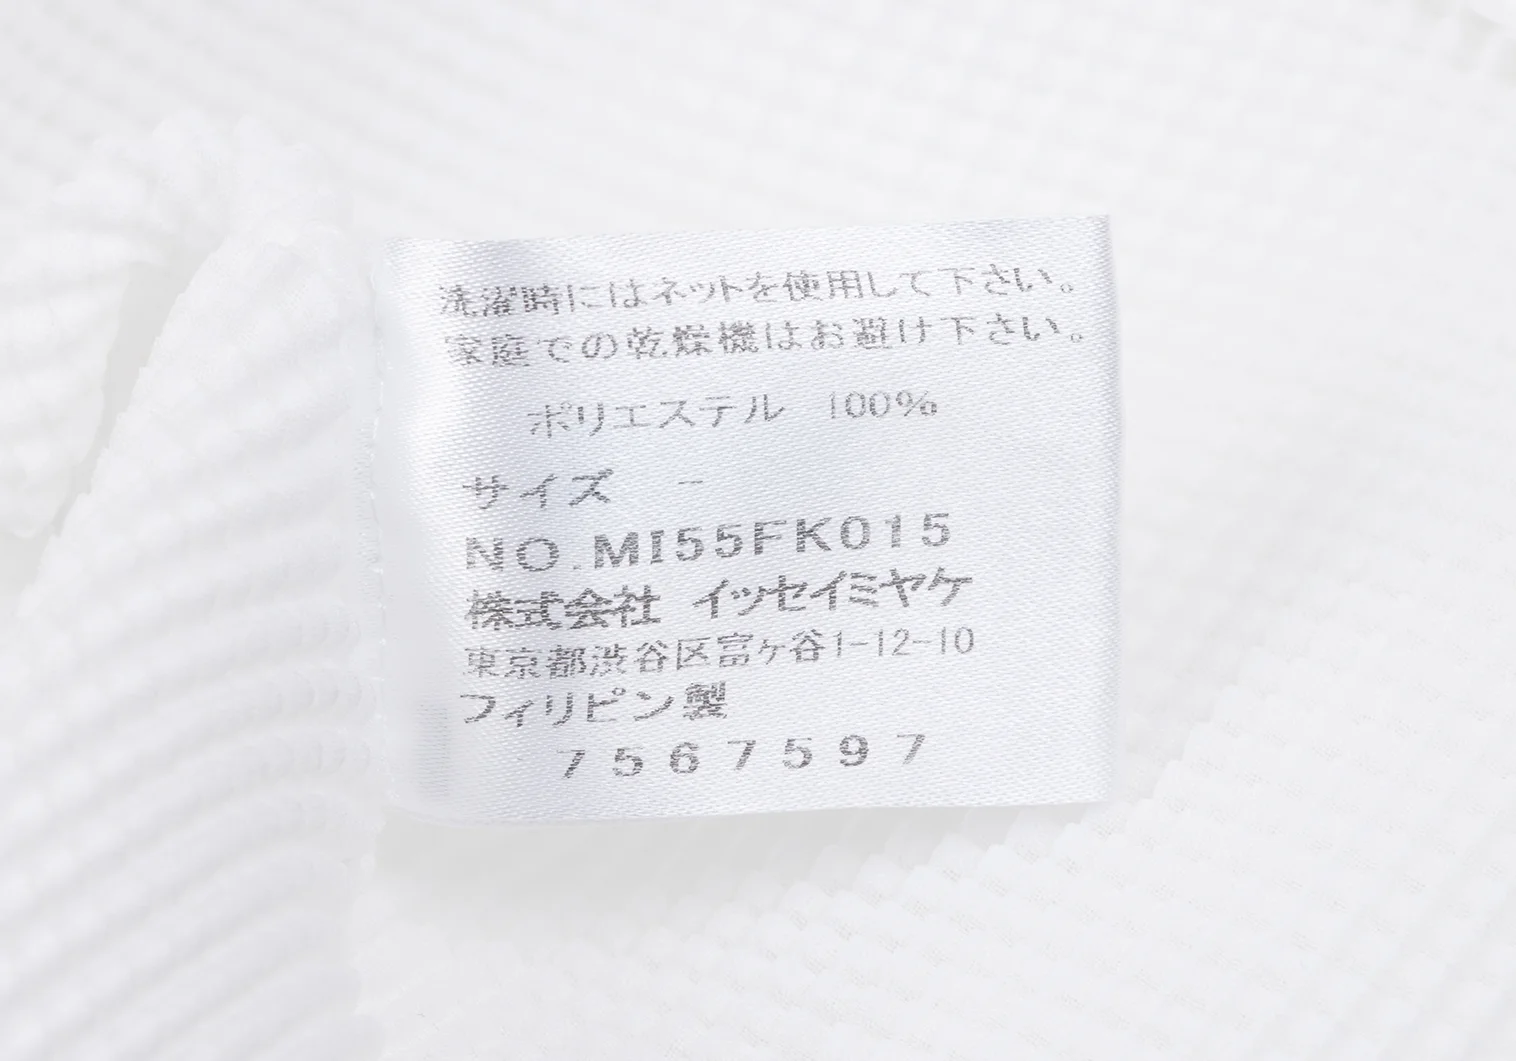 洗濯時にはネットを使用して下さい。
家庭での乾燥機はお避け下さい。
ポリエステル 100%
サイズ −
NO.MI55FK015
株式会社 イッセイミヤケ
東京都渋谷区富ヶ谷1-12-10
フィリピン製
7567597